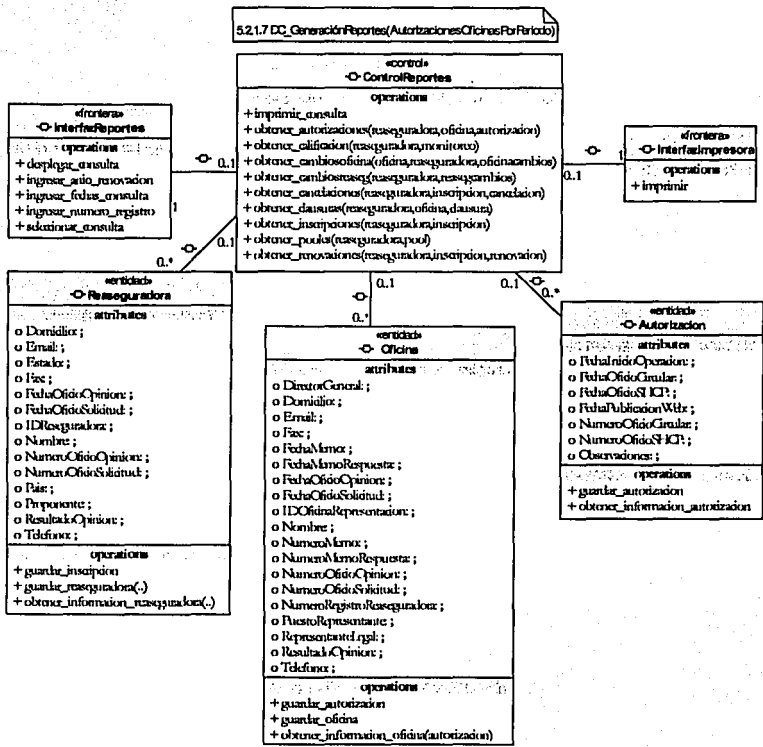 5.2.1.7 DC_GeneraciónReportes(AutorizacionesOficinasPorPeriodo)
«control»
ControlReportes
operations
+ imprimir_consulta
+ obtener_autorizaciones(reaseguradora,oficina,autorizacion)
+ obtener_calificacion(reaseguradora,monitoreo)
+ obtener_cambiosoficina(oficina,reaseguradora,oficinacambios)
+ obtener_cambiosreaseg(reaseguradora,reasegcambios)
+ obtener_cancelaciones(reaseguradora,inscripcion,cancelacion)
+ obtener_clausuras(reaseguradora,oficina,clausura)
+ obtener_inscripciones(reaseguradora,inscripcion)
+ obtener_pooles(reaseguradora,pool)
+ obtener_renovaciones(reaseguradora,inscripcion,renovacion)
«frontera»
InterfazReportes
operations
+ desplegar_consulta
+ ingresar_anio_renovacion
+ ingresar_fechas_consulta
+ ingresar_numero_registro
+ seleccionar_consulta
0..1
1
«frontera»
InterfazImpresora
operations
+ imprimir
1
0..1
0..1
0..*
0..1
0..*
0..1
0..*
«entidad»
Reaseguradora
attributes
o Domicilio: ;
o Email: ;
o Estado: ;
o Fax: ;
o FechaOficioOpinion: ;
o FechaOficioSolicitud: ;
o IDReseguradora: ;
o Nombre: ;
o NumeroOficioOpinion: ;
o NumeroOficioSolicitud: ;
o Pais: ;
o Proponente: ;
o ResultadoOpinion: ;
o Telefono: ;
operations
+ guardar_inscripcion
+ guardar_reaseguradora(..)
+ obtener_informacion_reaseguradora(..)
«entidad»
Oficina
attributes
o DirectorGeneral: ;
o Domicilio: ;
o Email: ;
o Fax: ;
o FechaMemo: ;
o FechaMemoRespuesta: ;
o FechaOficioOpinion: ;
o FechaOficioSolicitud: ;
o IDOficinaRepresentacion: ;
o Nombre: ;
o NumeroMemo: ;
o NumeroMemoRespuesta: ;
o NumeroOficioOpinion: ;
o NumeroOficioSolicitud: ;
o NumeroRegistroReaseguradora: ;
o PuestoRepresentante: ;
o RepresentanteLegal: ;
o ResultadoOpinion: ;
o Telefono: ;
operations
+ guardar_autorizacion
+ guardar_oficina
+ obtener_informacion_oficina(autorizacion)
«entidad»
Autorizacion
attributes
o FechaInicioOperacion: ;
o FechaOficioCircular: ;
o FechaOficioSHCP: ;
o FechaPublicacionWeb: ;
o NumeroOficioCircular: ;
o NumeroOficioSHCP: ;
o Observaciones: ;
operations
+ guardar_autorizacion
+ obtener_informacion_autorizacion